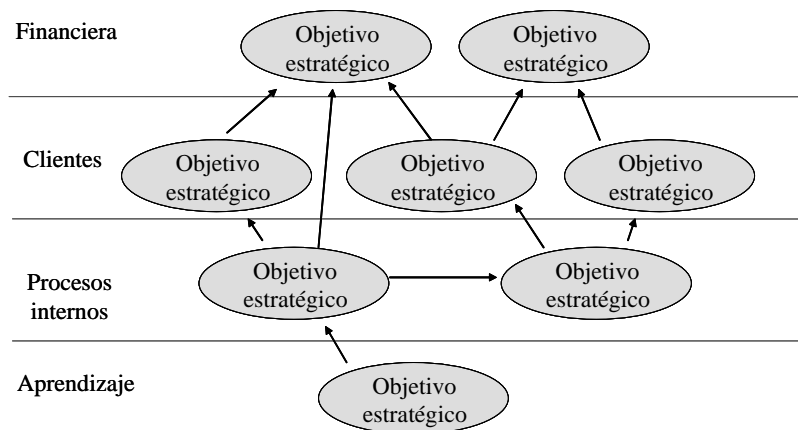 Financiera
Objetivo
estratégico
Objetivo
estratégico
Clientes
Objetivo
estratégico
Objetivo
estratégico
Objetivo
estratégico
Procesos
internos
Objetivo
estratégico
Objetivo
estratégico
Aprendizaje
Objetivo
estratégico